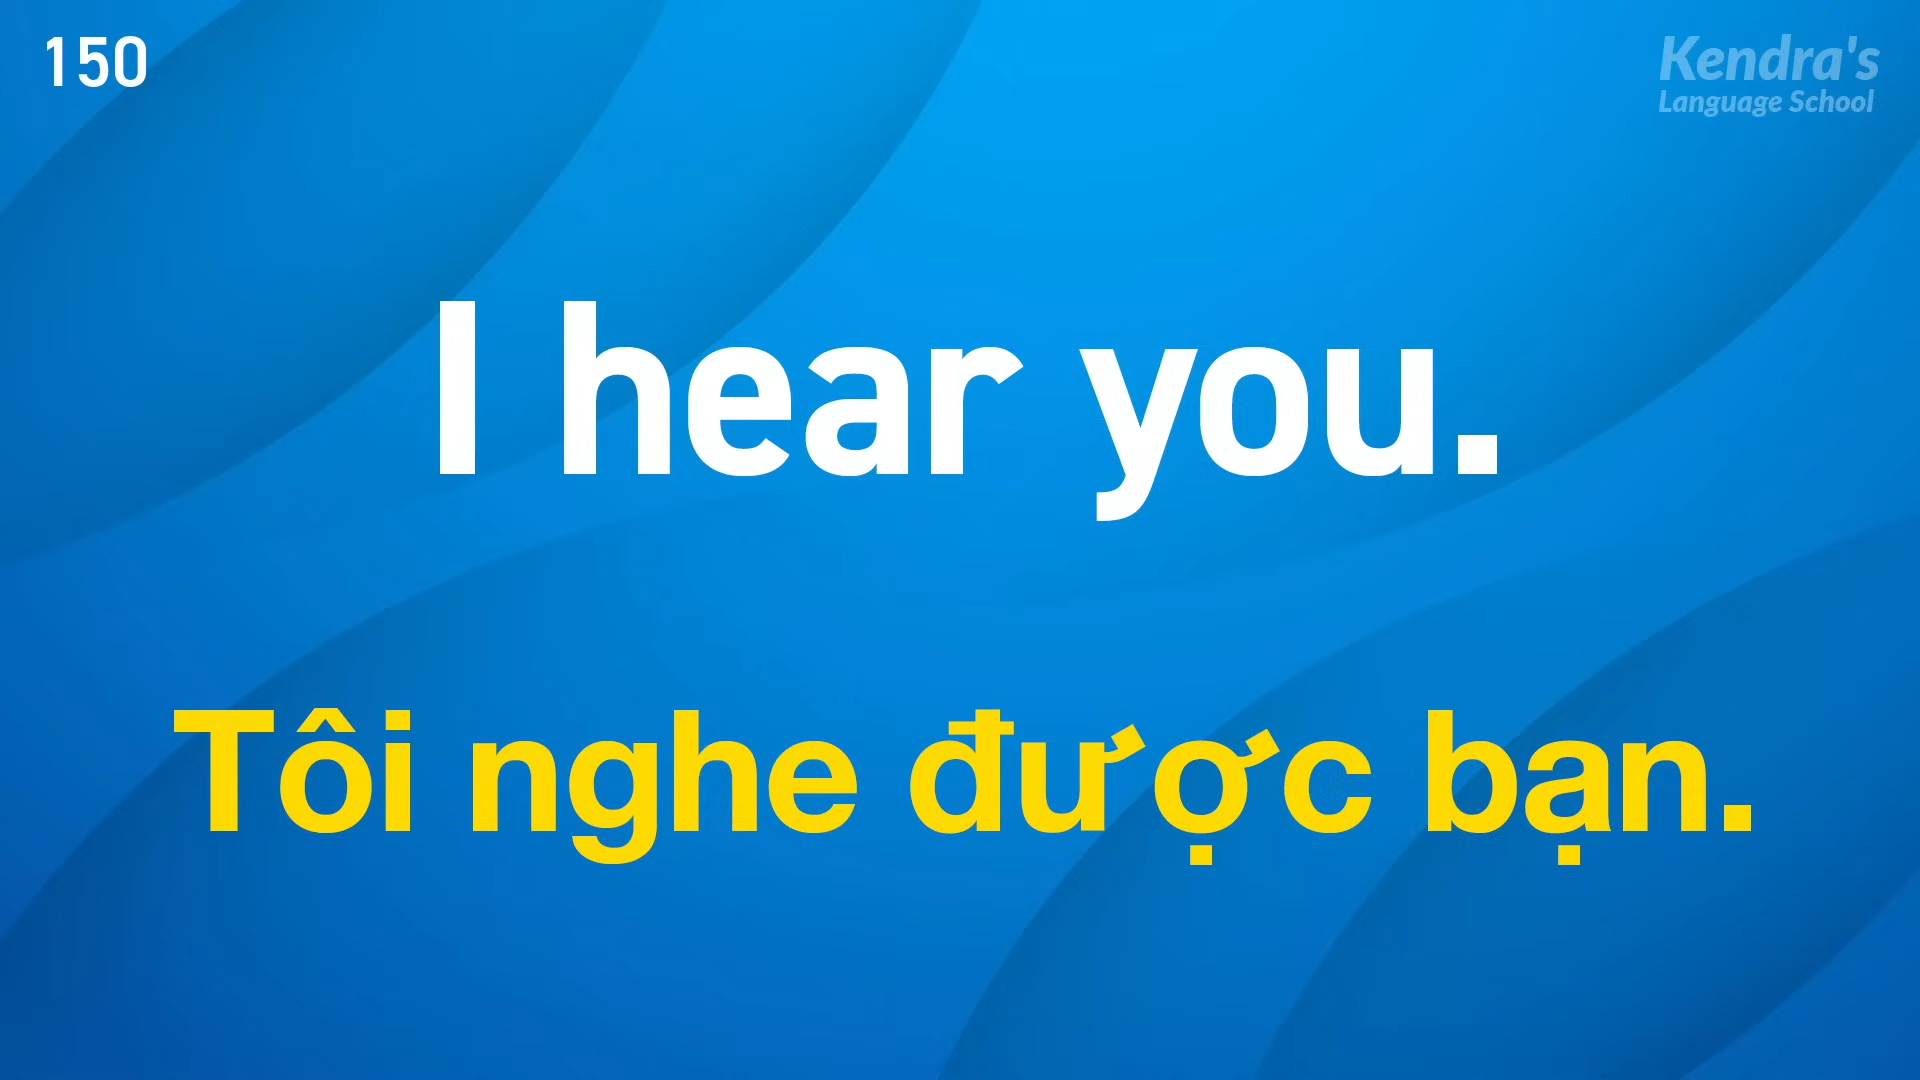 150
Kendra's
Language School
I hear you.
Tôi nghe được bạn.